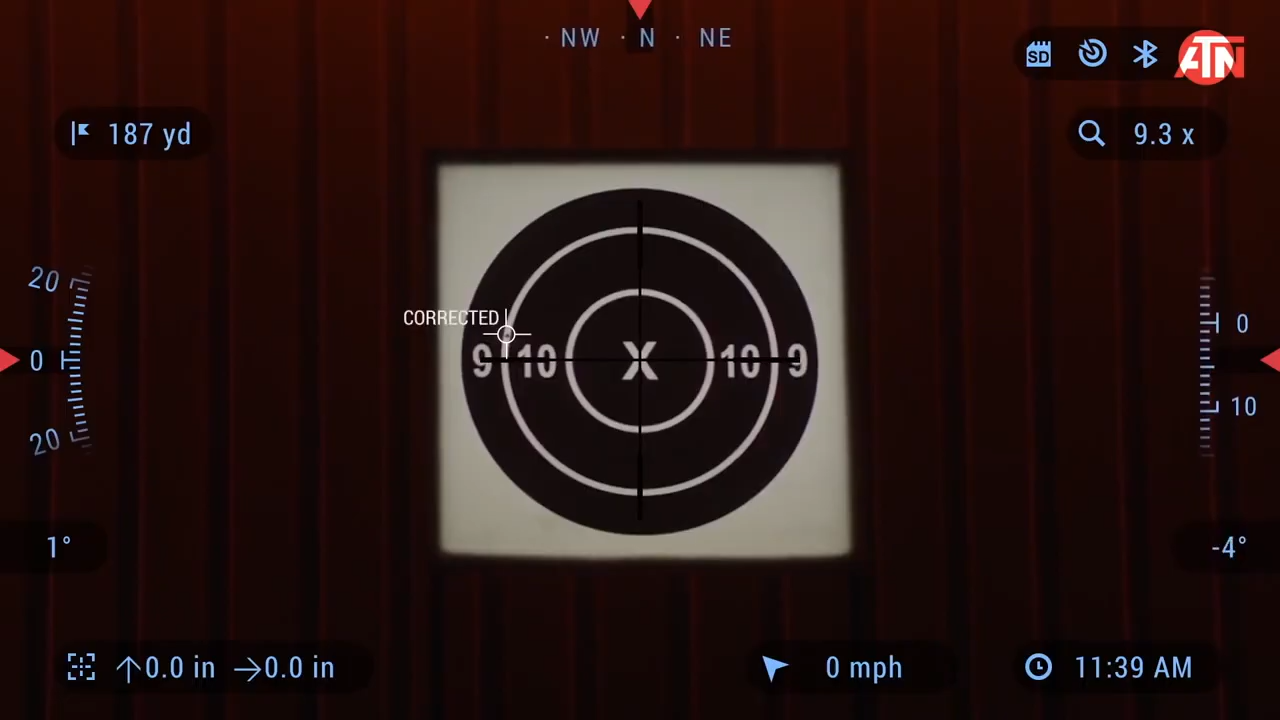 · NW · N · NE
SD
ATN
187 yd
9.3 x
20
0
CORRECTED
9 10 X 10 9
0
10
20
1°
-4°
↑0.0 in →0.0 in
0 mph
11:39 AM